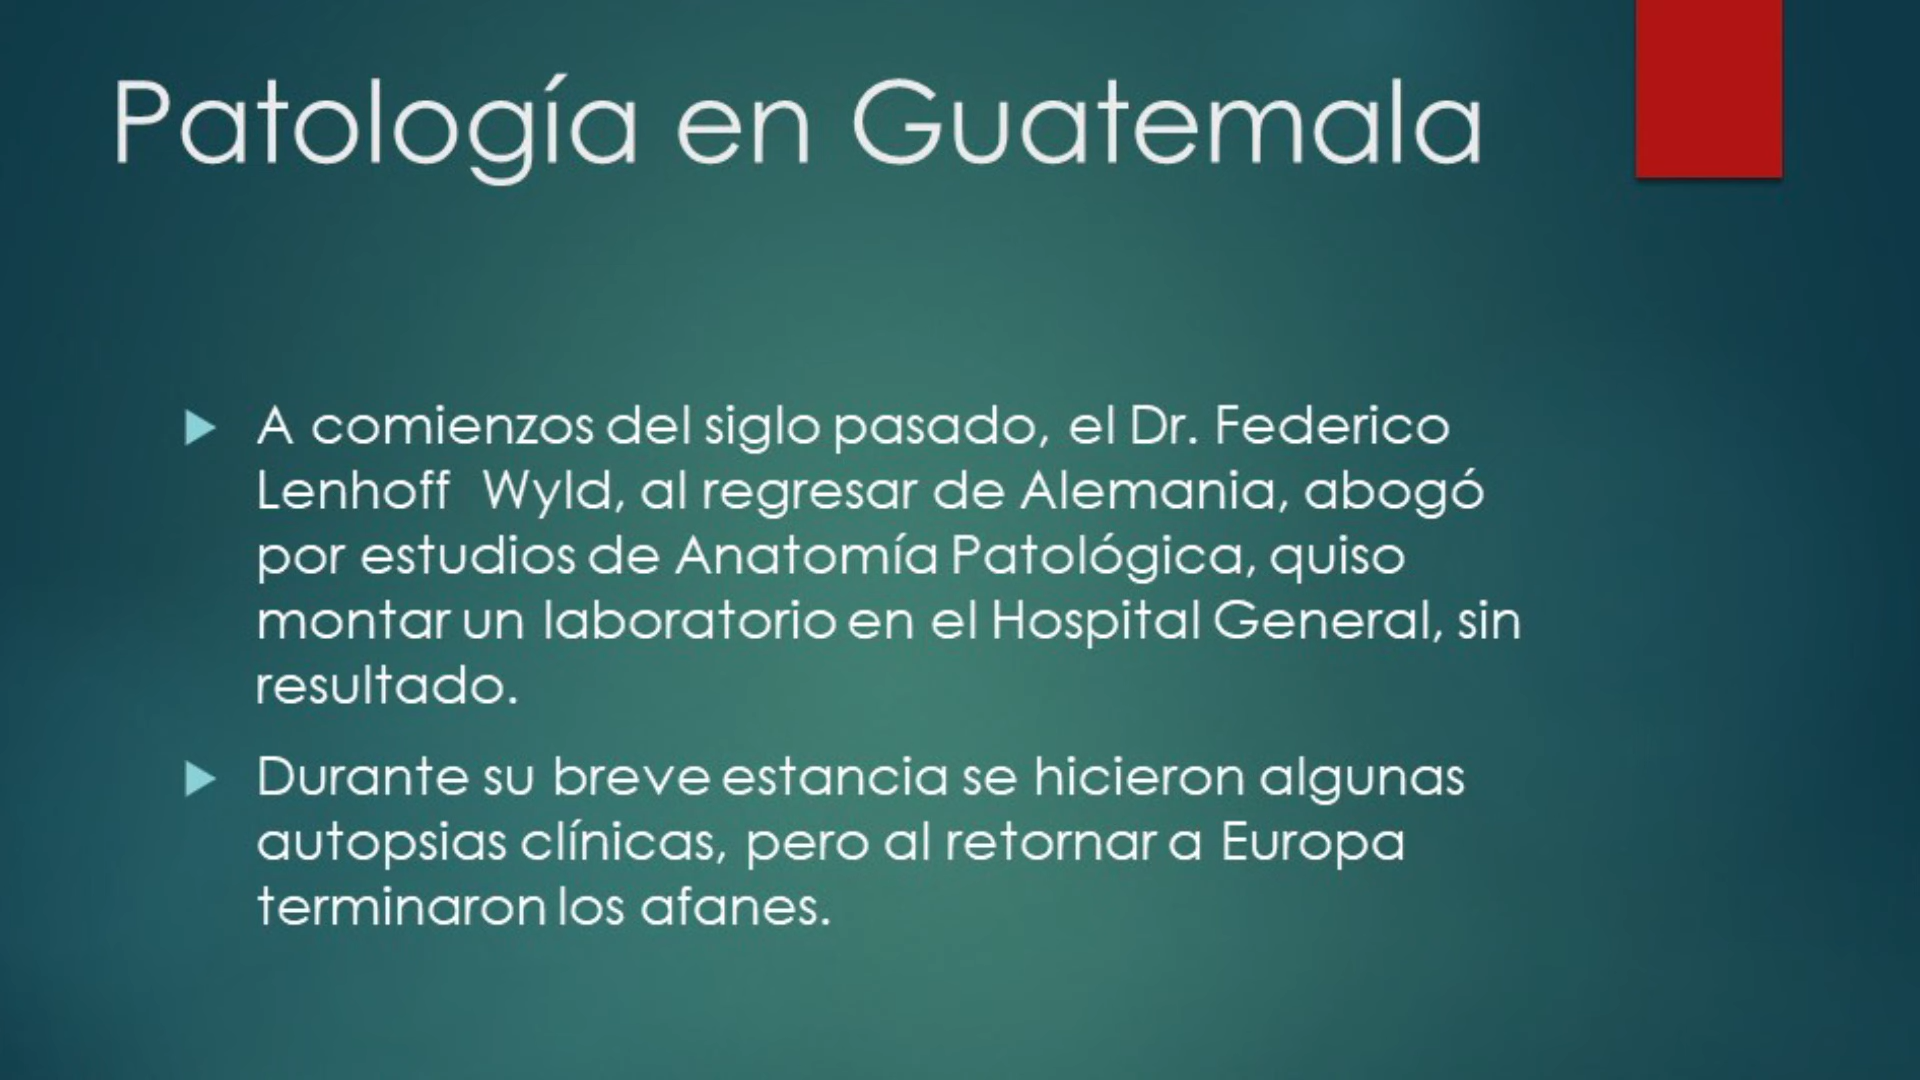 Patología en Guatemala
A comienzos del siglo pasado, el Dr. Federico
Lenhoff Wyld, al regresar de Alemania, abogó
por estudios de Anatomía Patológica, quiso
montar un laboratorio en el Hospital General, sin
resultado.
Durante su breve estancia se hicieron algunas
autopsias clínicas, pero al retornar a Europa
terminaron los afanes.